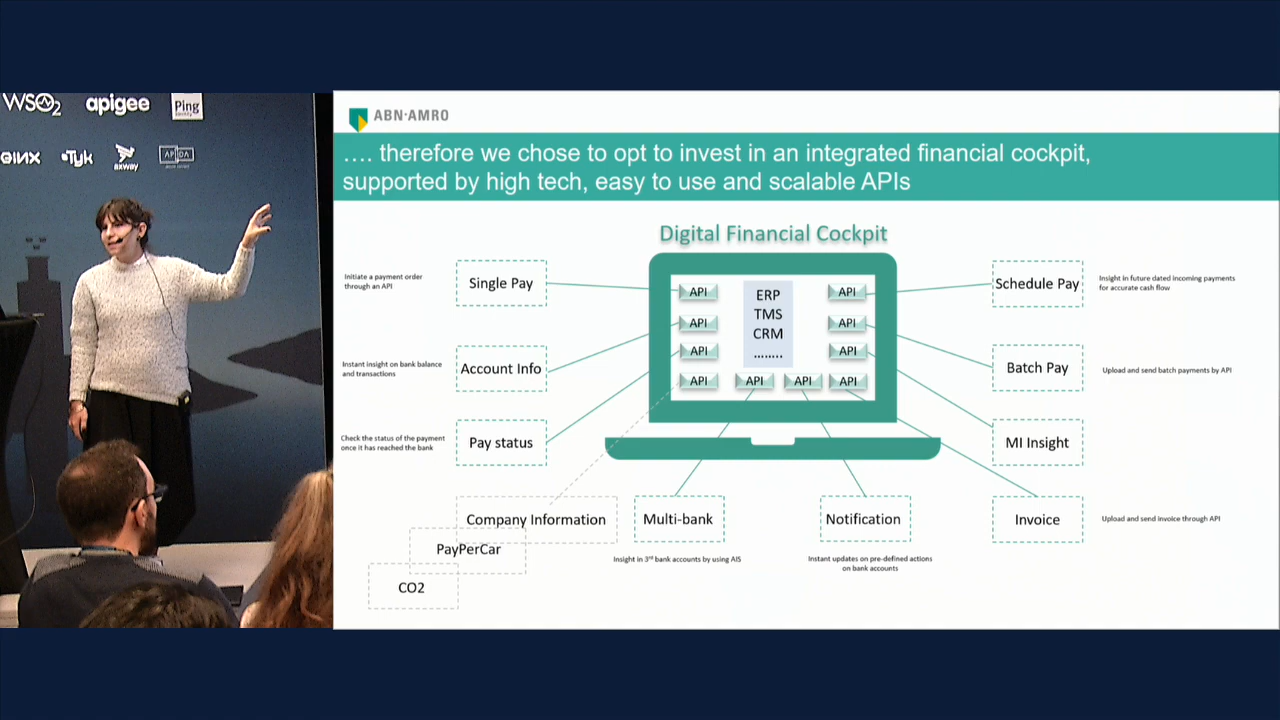 WSO2
apigee
Ping
Identity
GINX
Tyk
axway
ABN·AMRO
…. therefore we chose to opt to invest in an integrated financial cockpit,
supported by high tech, easy to use and scalable APIs
Digital Financial Cockpit
Initiate a payment order
through an API
Single Pay
Instant insight on bank balance
and transactions
Account Info
Check the status of the payment
once it has reached the bank
Pay status
Company Information
PayPerCar
CO2
API
API
API
API
API
API
ERP
TMS
CRM
........
API
API
API
API
Multi-bank
Insight in 3rd bank accounts by using AIS
Notification
Instant updates on pre-defined actions
on bank accounts
Schedule Pay
Insight in future dated incoming payments
for accurate cash flow
Batch Pay
Upload and send batch payments by API
MI Insight
Invoice
Upload and send invoice through API